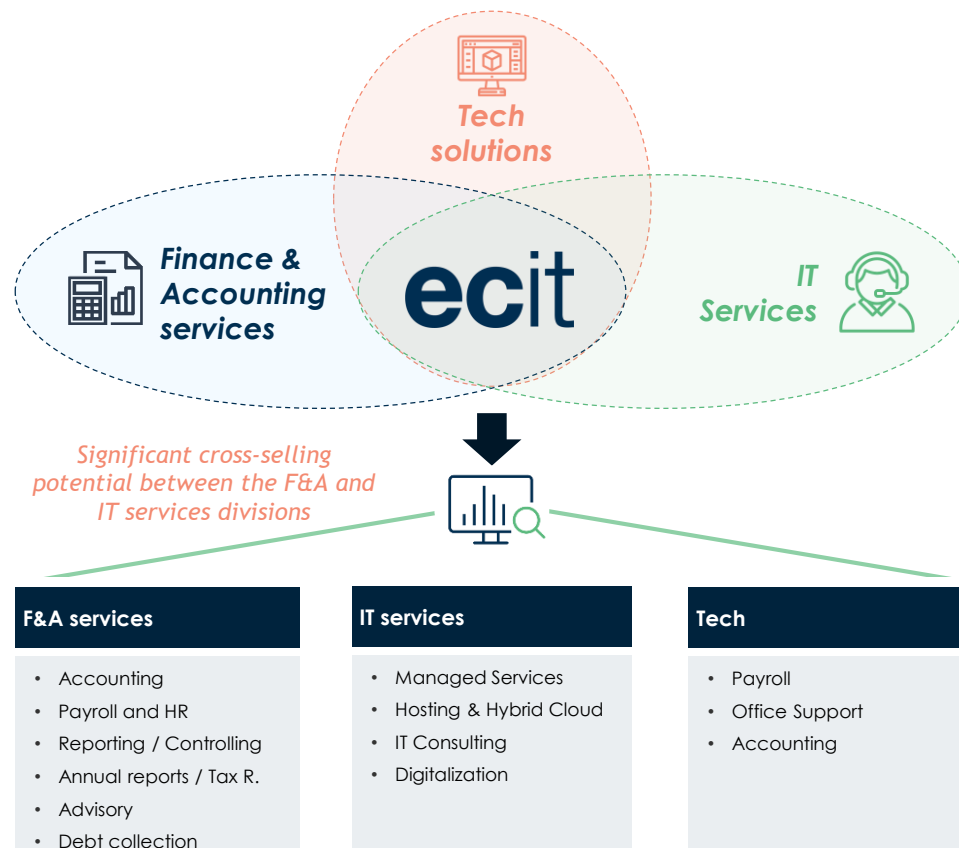 Tech
solutions
Finance &
Accounting
services
ecit
IT
Services
Significant cross-selling
potential between the F&A and
IT services divisions
F&A services
• Accounting
• Payroll and HR
• Reporting / Controlling
• Annual reports / Tax R.
• Advisory
• Debt collection
IT services
• Managed Services
• Hosting & Hybrid Cloud
• IT Consulting
• Digitalization
Tech
• Payroll
• Office Support
• Accounting